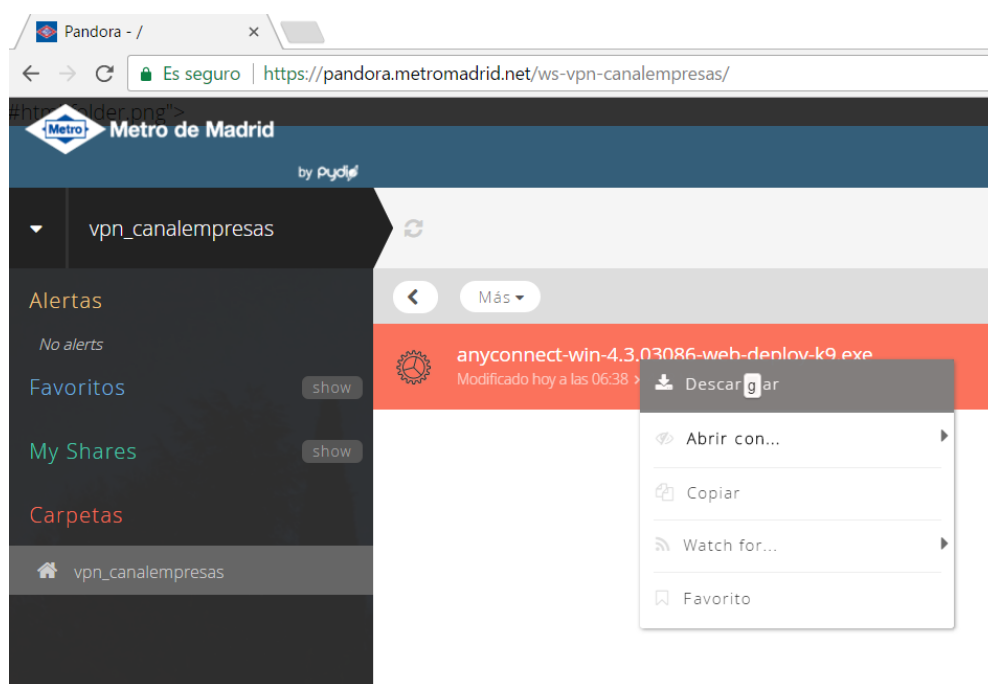 Pandora - /
Es seguro | https://pandora.metromadrid.net/ws-vpn-canalempresas/
folder.png">
Metro Metro de Madrid
by Pydio
vpn_canalempresas
Alertas
Más
No alerts
anyconnect-win-4.3.03086-web-deploy-k9.exe
Modificado hoy a las 06:38
Descargar
Favoritos
show
Abrir con...
My Shares
show
Copiar
Carpetas
Watch for...
vpn_canalempresas
Favorito